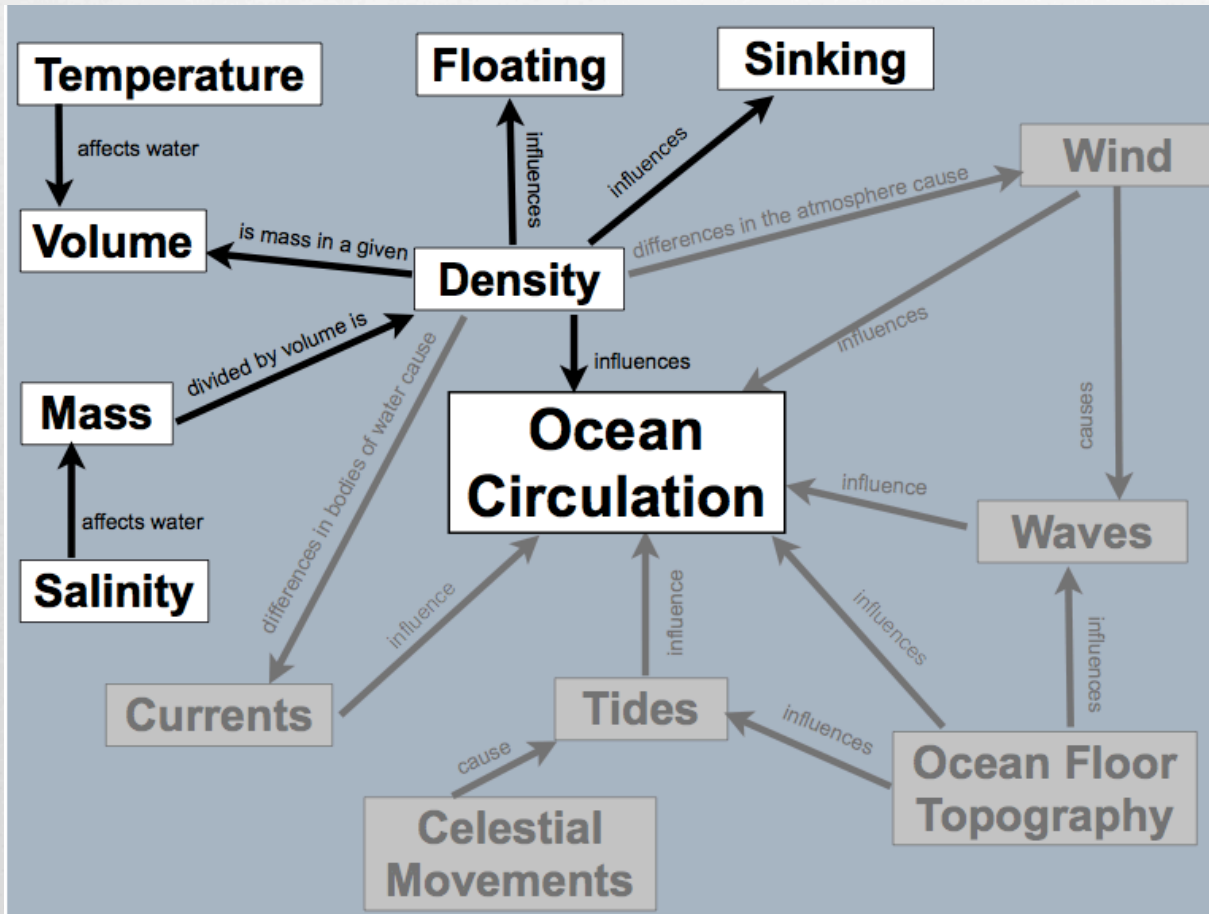 Temperature
Floating
Sinking
affects water
influences
influences
Wind
differences in the atmosphere cause
Volume
is mass in a given
Density
divided by volume is
influences
influences
causes
Mass
differences in bodies of water cause
Ocean
Circulation
influence
affects water
Waves
Salinity
influence
influence
influences
influences
Currents
Tides
influences
cause
Ocean Floor
Topography
Celestial
Movements